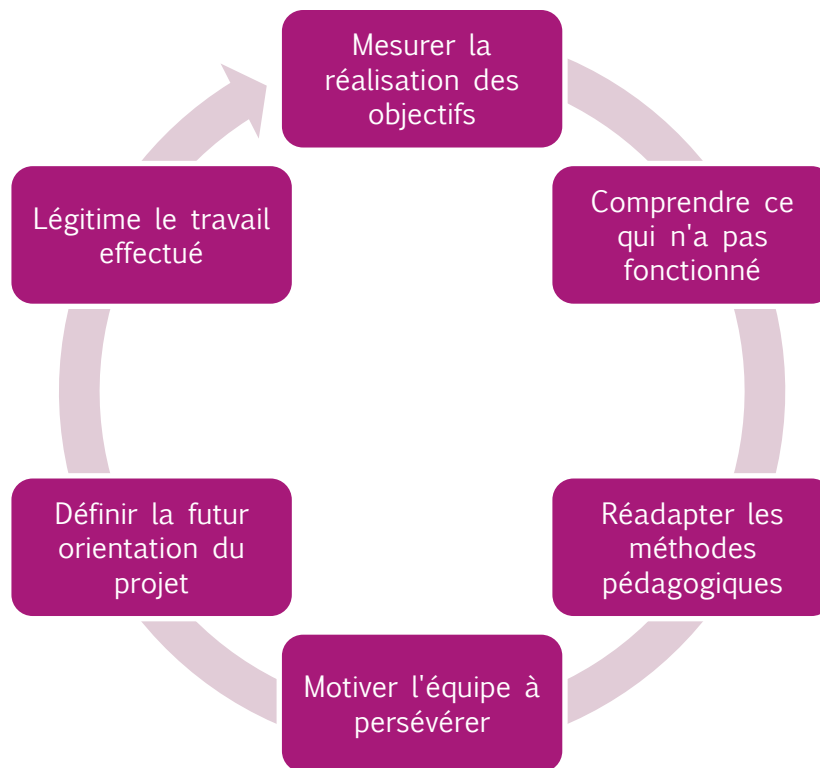 Mesurer la
réalisation des
objectifs
Comprendre ce
qui n'a pas
fonctionné
Réadapter les
méthodes
pédagogiques
Motiver l'équipe à
persévérer
Définir la futur
orientation du
projet
Légitime le travail
effectué